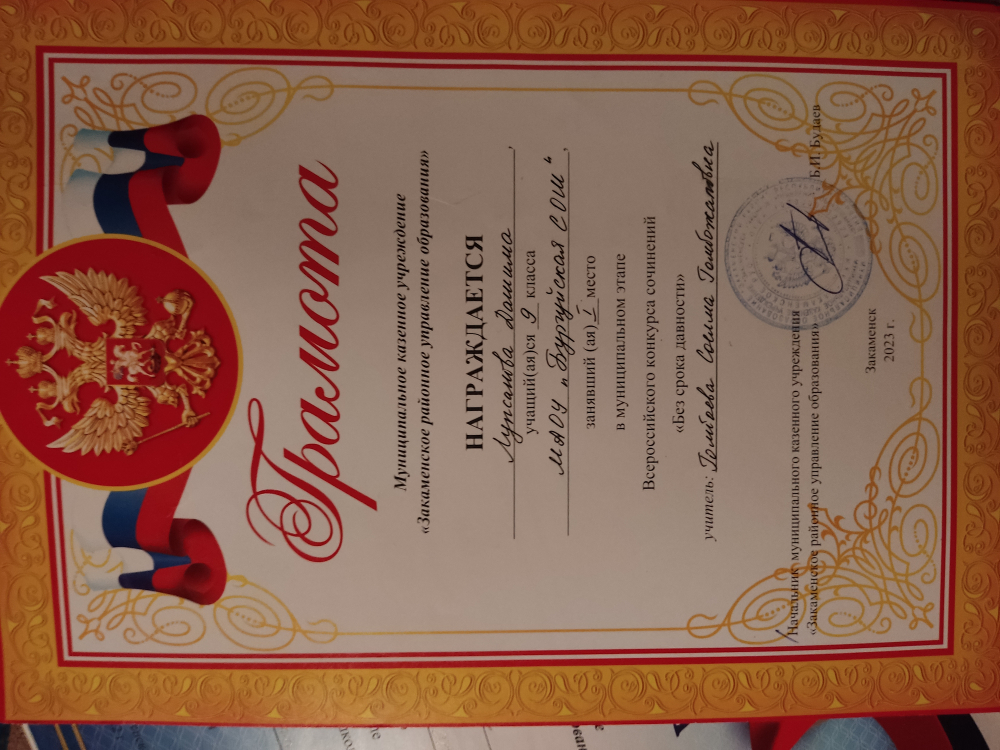 Грамота
Муниципальное казенное учреждение
«Закаменское районное управление образования»
НАГРАЖДАЕТСЯ
Лупсанова Дашима,
учащий(ая)ся 9 класса
МАОУ „Бургуйская СОШ“,
занявший (ая) I место
в муниципальном этапе
Всероссийского конкурса сочинений
«Без срока давности»
учитель: Гомбоева Соелма Гомбожаповна
Начальник муниципального казенного учреждения
«Закаменское районное управление образования» Б.И. Будаев
Закаменск
2023 г.